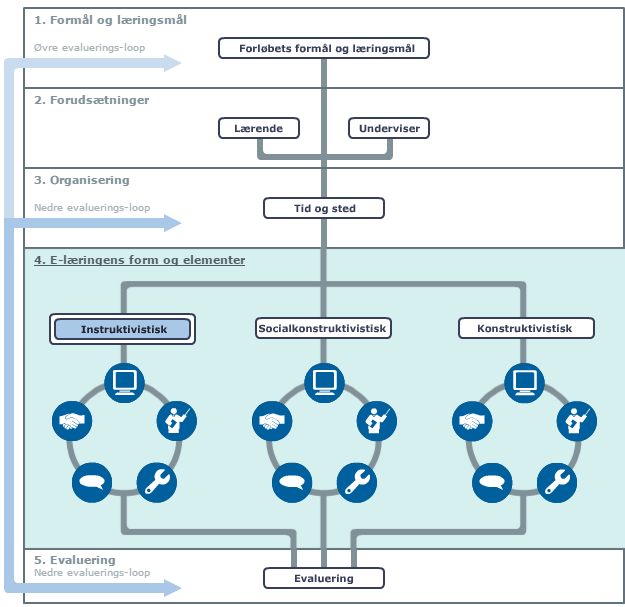 1. Formål og læringsmål
Øvre evaluerings-loop
Forløbets formål og læringsmål
2. Forudsætninger
Lærende
Underviser
3. Organisering
Nedre evaluerings-loop
Tid og sted
4. E-læringens form og elementer
Instruktivistisk
Socialkonstruktivistisk
Konstruktivistisk
5. Evaluering
Nedre evaluerings-loop
Evaluering